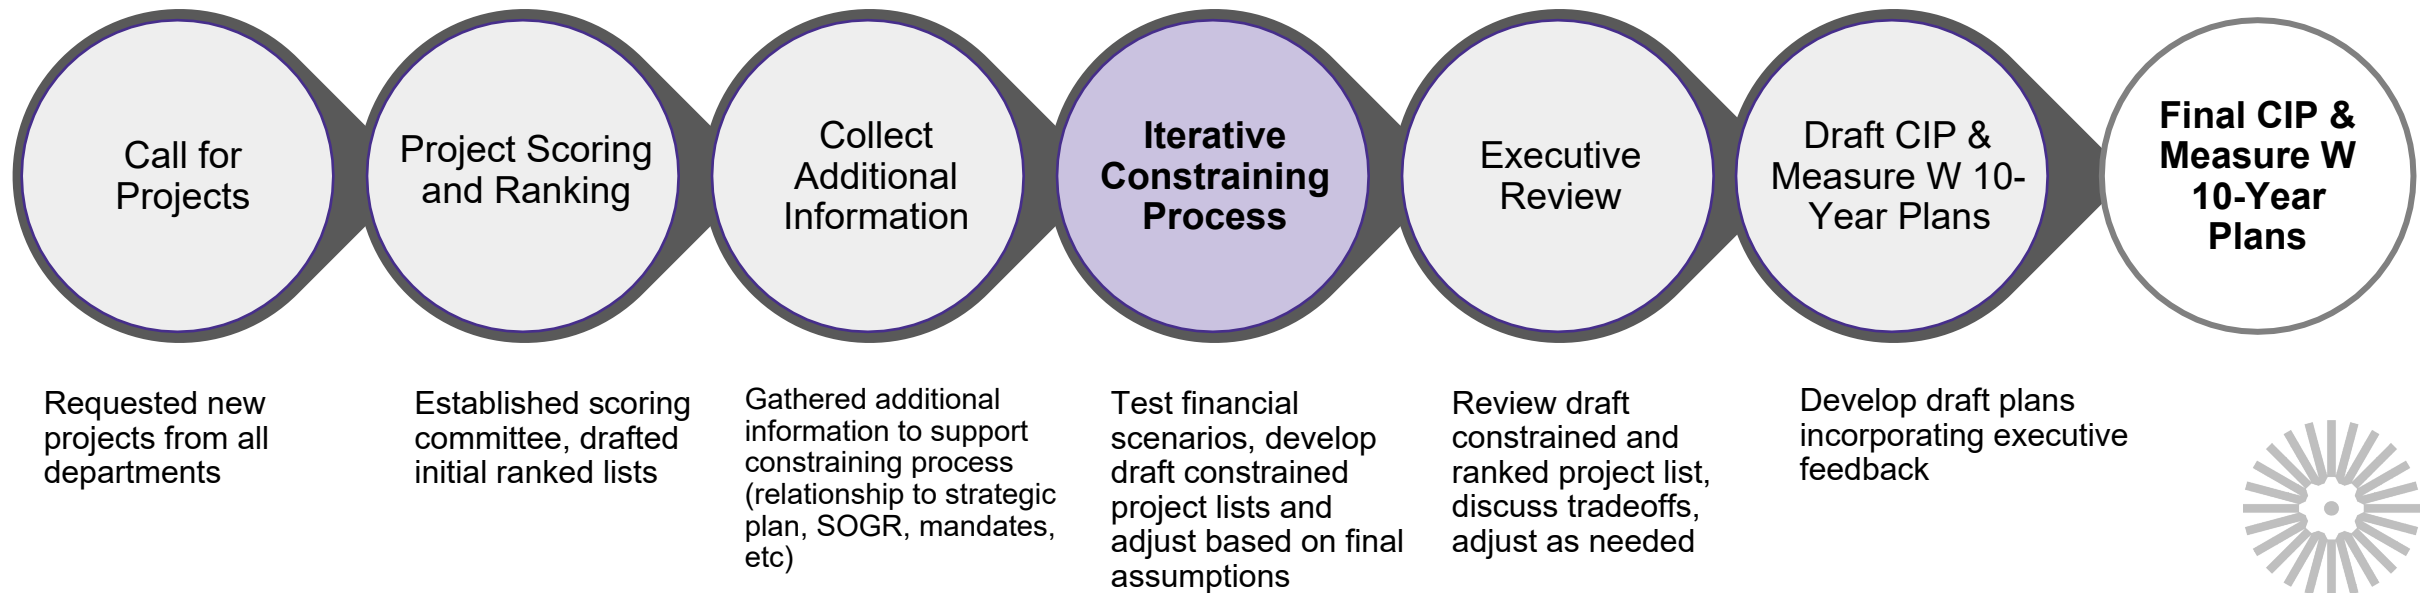 Call for
Projects
Project Scoring
and Ranking
Collect
Additional
Information
Iterative
Constraining
Process
Executive
Review
Draft CIP &
Measure W 10-
Year Plans
Final CIP &
Measure W
10-Year
Plans
Requested new
projects from all
departments
Established scoring
committee, drafted
initial ranked lists
Gathered additional
information to support
constraining process
(relationship to strategic
plan, SOGR, mandates,
etc)
Test financial
scenarios, develop
draft constrained
project lists and
adjust based on final
assumptions
Review draft
constrained and
ranked project list,
discuss tradeoffs,
adjust as needed
Develop draft plans
incorporating executive
feedback